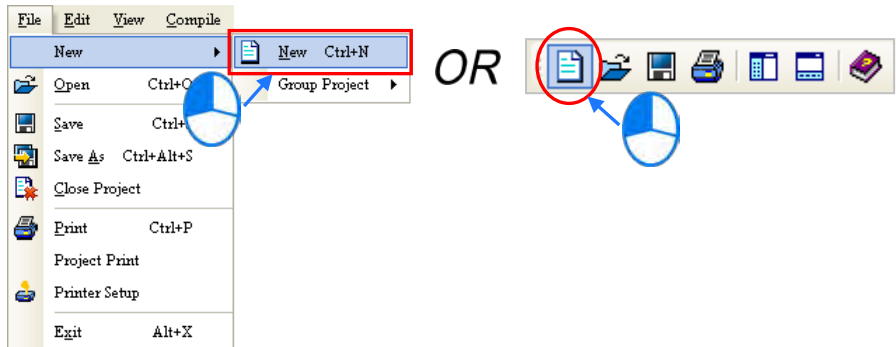 File Edit View Compile
New
New Ctrl+N
OR
Open Ctrl+O
Group Project
Save Ctrl+
Save As Ctrl+Alt+S
Close Project
Print Ctrl+P
Project Print
Printer Setup
Exit Alt+X